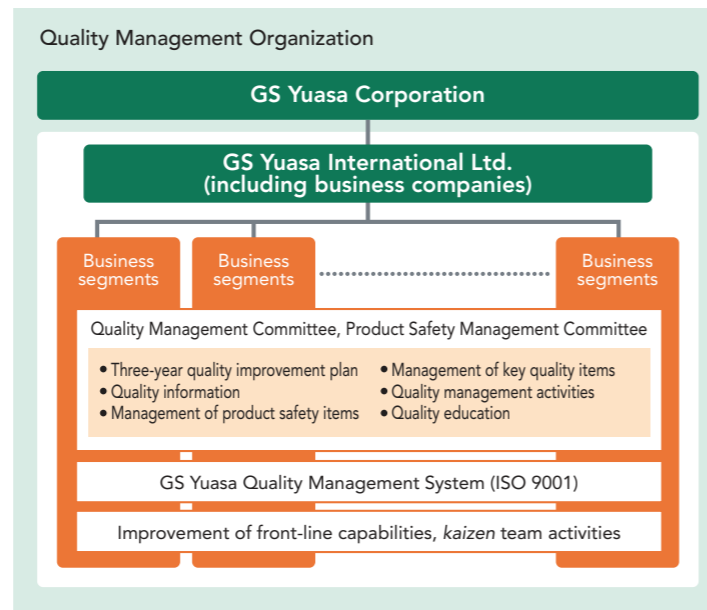 Quality Management Organization
GS Yuasa Corporation
GS Yuasa International Ltd.
(including business companies)
Business
segments
Business
segments
Business
segments
Quality Management Committee, Product Safety Management Committee
• Three-year quality improvement plan
• Quality information
• Management of product safety items
• Management of key quality items
• Quality management activities
• Quality education
GS Yuasa Quality Management System (ISO 9001)
Improvement of front-line capabilities, kaizen team activities